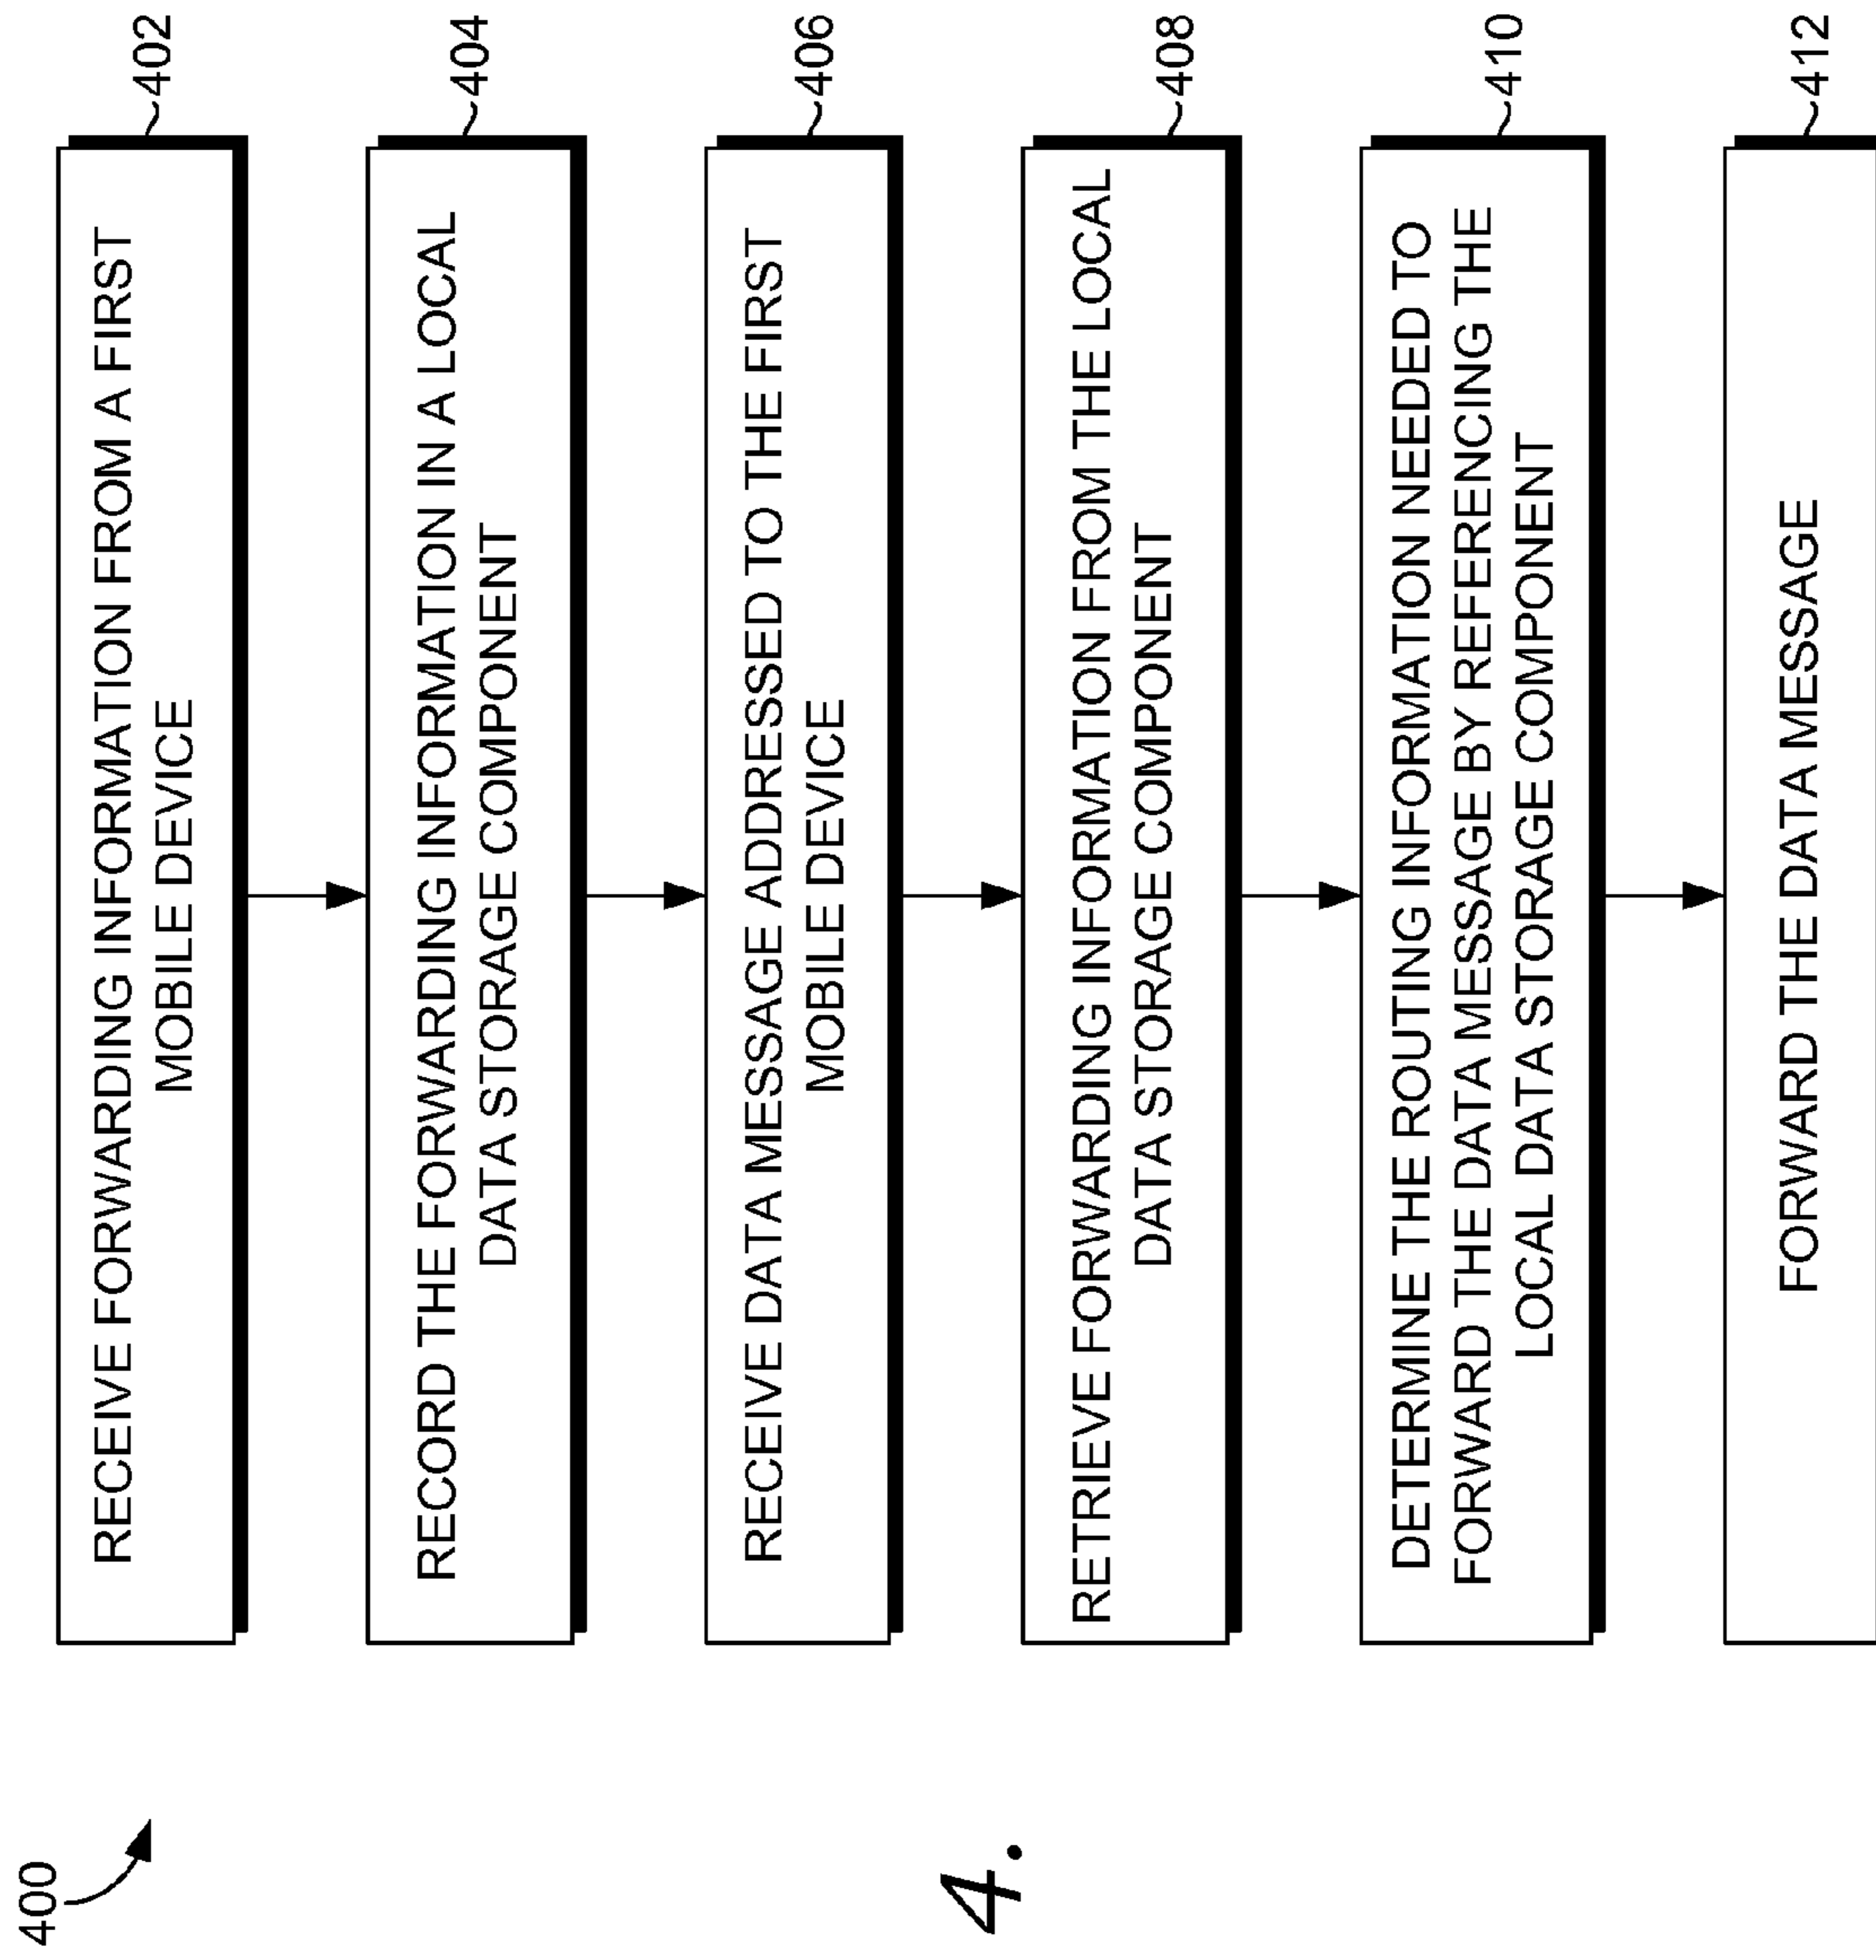 400
RECEIVE FORWARDING INFORMATION FROM A FIRST
MOBILE DEVICE
402
RECORD THE FORWARDING INFORMATION IN A LOCAL
DATA STORAGE COMPONENT
404
RECEIVE DATA MESSAGE ADDRESSED TO THE FIRST
MOBILE DEVICE
406
RETRIEVE FORWARDING INFORMATION FROM THE LOCAL
DATA STORAGE COMPONENT
408
DETERMINE THE ROUTING INFORMATION NEEDED TO
FORWARD THE DATA MESSAGE BY REFERENCING THE
LOCAL DATA STORAGE COMPONENT
410
FORWARD THE DATA MESSAGE
412
4.